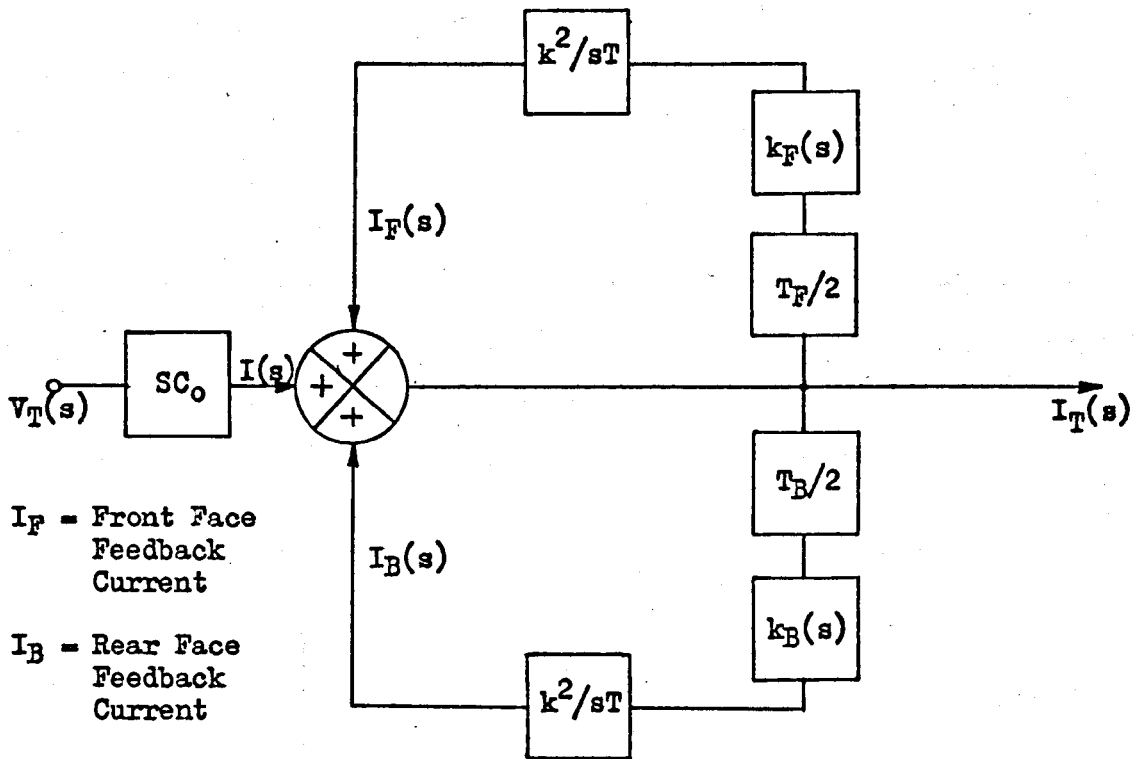 k²/sT
k_F(s)
I_F(s)
T_F/2
+
SC_o
I(s)
+
+
V_T(s)
I_T(s)
T_B/2
I_F = Front Face
Feedback
Current
I_B(s)
k_B(s)
I_B = Rear Face
Feedback
Current
k²/sT